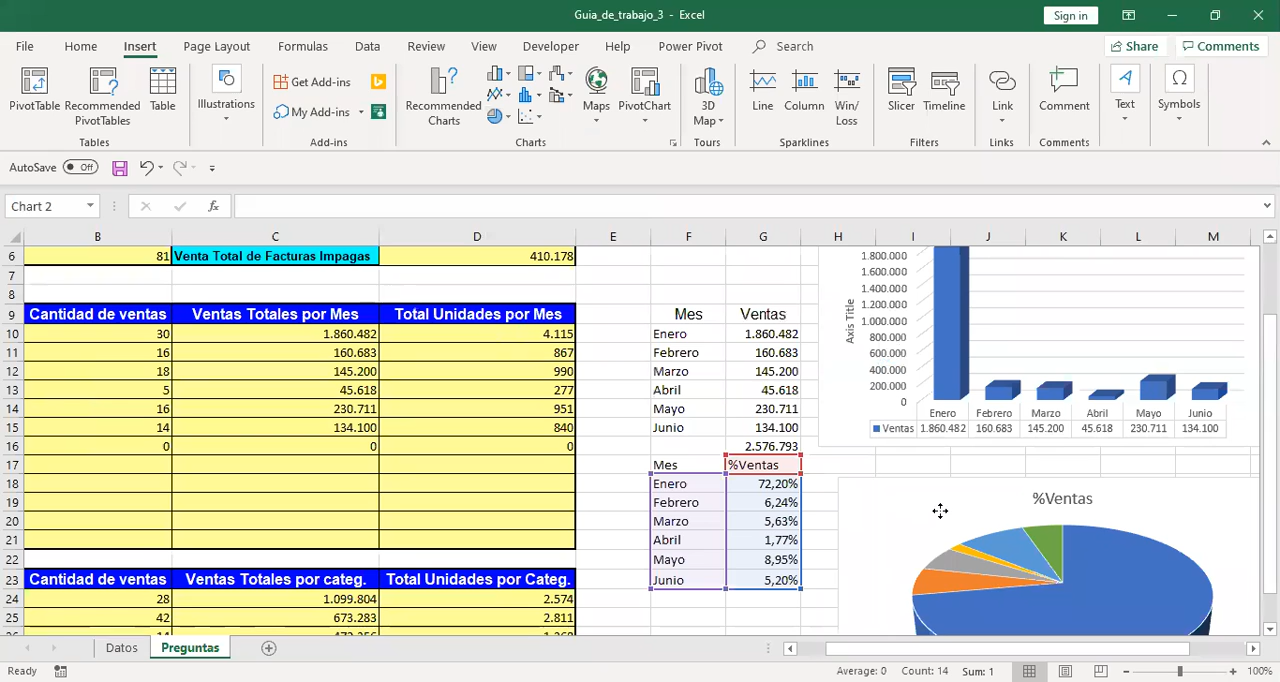 Guia_de_trabajo_3 - Excel
Sign in
File Home Insert Page Layout Formulas Data Review View Developer Help Power Pivot Search
Share Comments
PivotTable Recommended PivotTables Table
Illustrations
Get Add-ins
My Add-ins
Recommended Charts
Maps PivotChart
3D Map
Line Column Win/Loss
Slicer Timeline
Link
Comment
Text
Symbols
Tables Add-ins Charts Tours Sparklines Filters Links Comments
AutoSave Off
Chart 2
fx
B C D E F G H I J K L M
6 81 Venta Total de Facturas Impagas 410.178
7
8
9 Cantidad de ventas Ventas Totales por Mes Total Unidades por Mes Mes Ventas
10 30 1.860.482 4.115 Enero 1.860.482
11 16 160.683 867 Febrero 160.683
12 18 145.200 990 Marzo 145.200
13 5 45.618 277 Abril 45.618
14 16 230.711 951 Mayo 230.711
15 14 134.100 840 Junio 134.100
16 0 0 0 2.576.793
17 Mes %Ventas
18 Enero 72,20%
19 Febrero 6,24%
20 Marzo 5,63%
21 Abril 1,77%
22 Mayo 8,95%
23 Cantidad de ventas Ventas Totales por categ. Total Unidades por Categ. Junio 5,20%
24 28 1.099.804 2.574
25 42 673.283 2.811
Axis Title
1.800.000
1.600.000
1.400.000
1.200.000
1.000.000
800.000
600.000
400.000
200.000
0
Enero Febrero Marzo Abril Mayo Junio
Ventas 1.860.482 160.683 145.200 45.618 230.711 134.100
%Ventas
Datos Preguntas
Ready
Average: 0 Count: 14 Sum: 1
100%